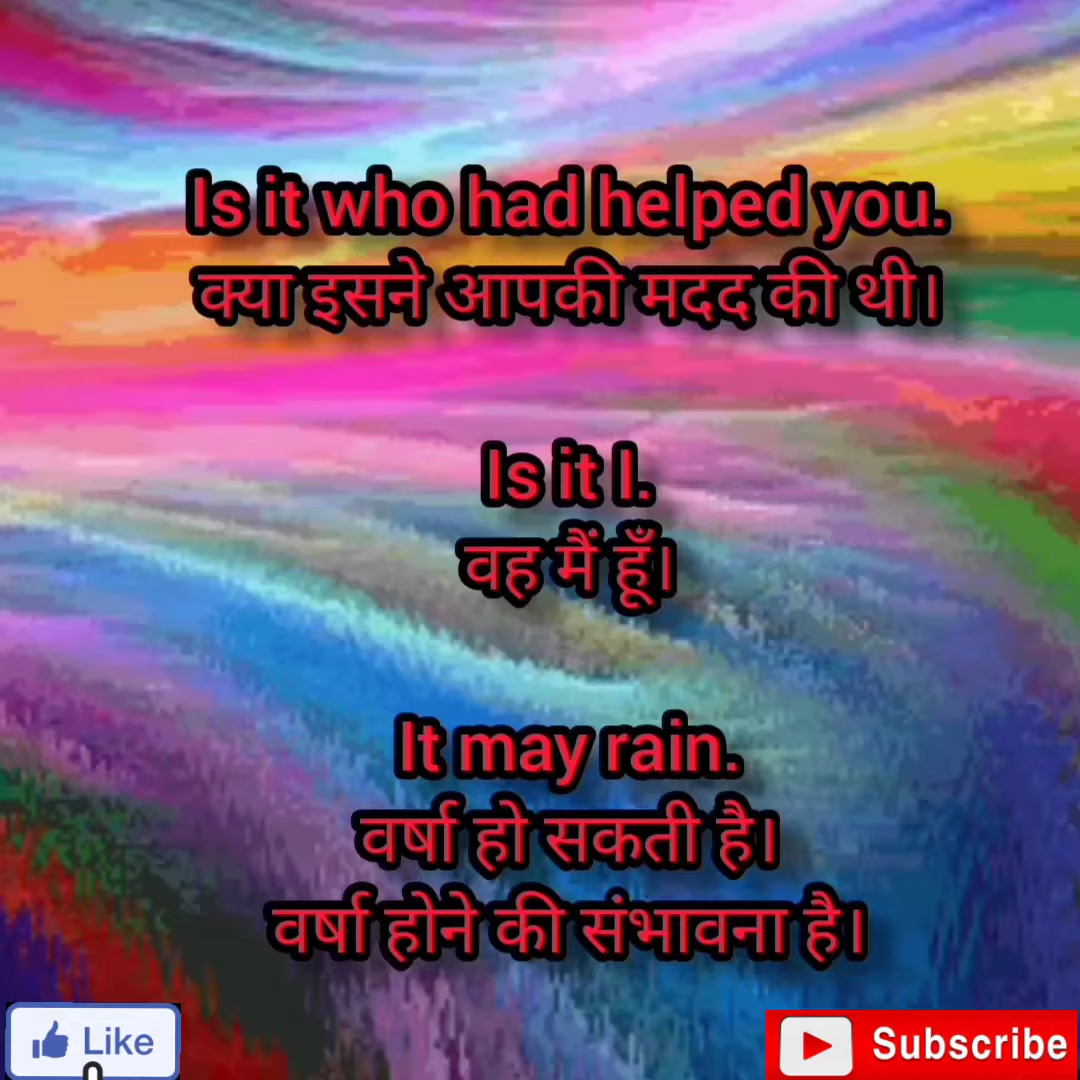 Is it who had helped you.
क्या इसने आपकी मदद की थी।
Is it I.
वह मैं हूँ।
It may rain.
वर्षा हो सकती है।
वर्षा होने की संभावना है।
Like
Subscribe